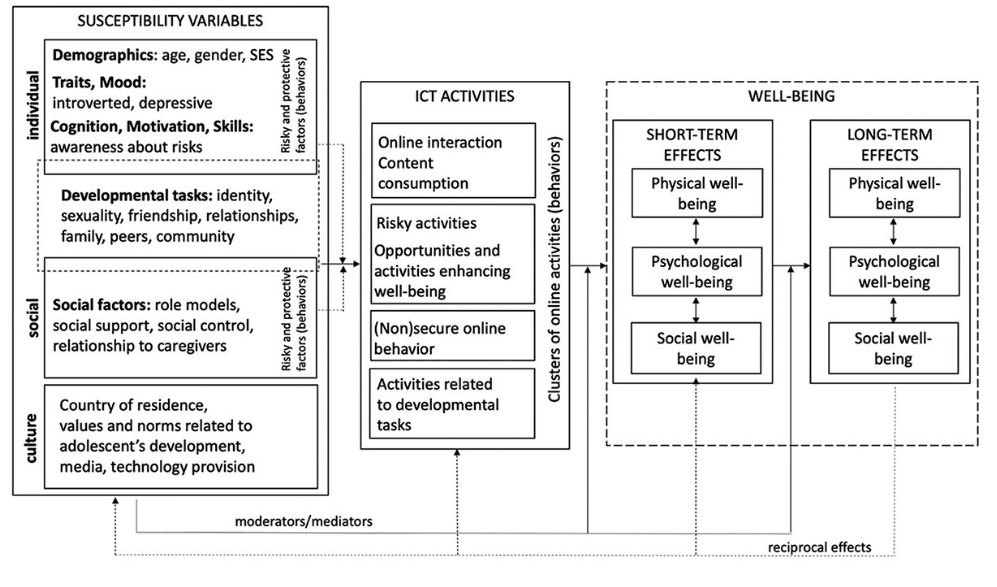 SUSCEPTIBILITY VARIABLES
individual
Demographics: age, gender, SES
Traits, Mood:
introverted, depressive
Cognition, Motivation, Skills:
awareness about risks
Risky and protective
factors (behaviors)
Developmental tasks: identity,
sexuality, friendship, relationships,
family, peers, community
social
Social factors: role models,
social support, social control,
relationship to caregivers
Risky and protective
factors (behaviors)
culture
Country of residence,
values and norms related to
adolescent's development,
media, technology provision
ICT ACTIVITIES
Online interaction
Content
consumption
Risky activities
Opportunities and
activities enhancing
well-being
(Non)secure online
behavior
Activities related
to developmental
tasks
Clusters of online activities (behaviors)
WELL-BEING
SHORT-TERM
EFFECTS
Physical well-
being
Psychological
well-being
Social well-
being
LONG-TERM
EFFECTS
Physical well-
being
Psychological
well-being
Social well-
being
moderators/mediators
reciprocal effects